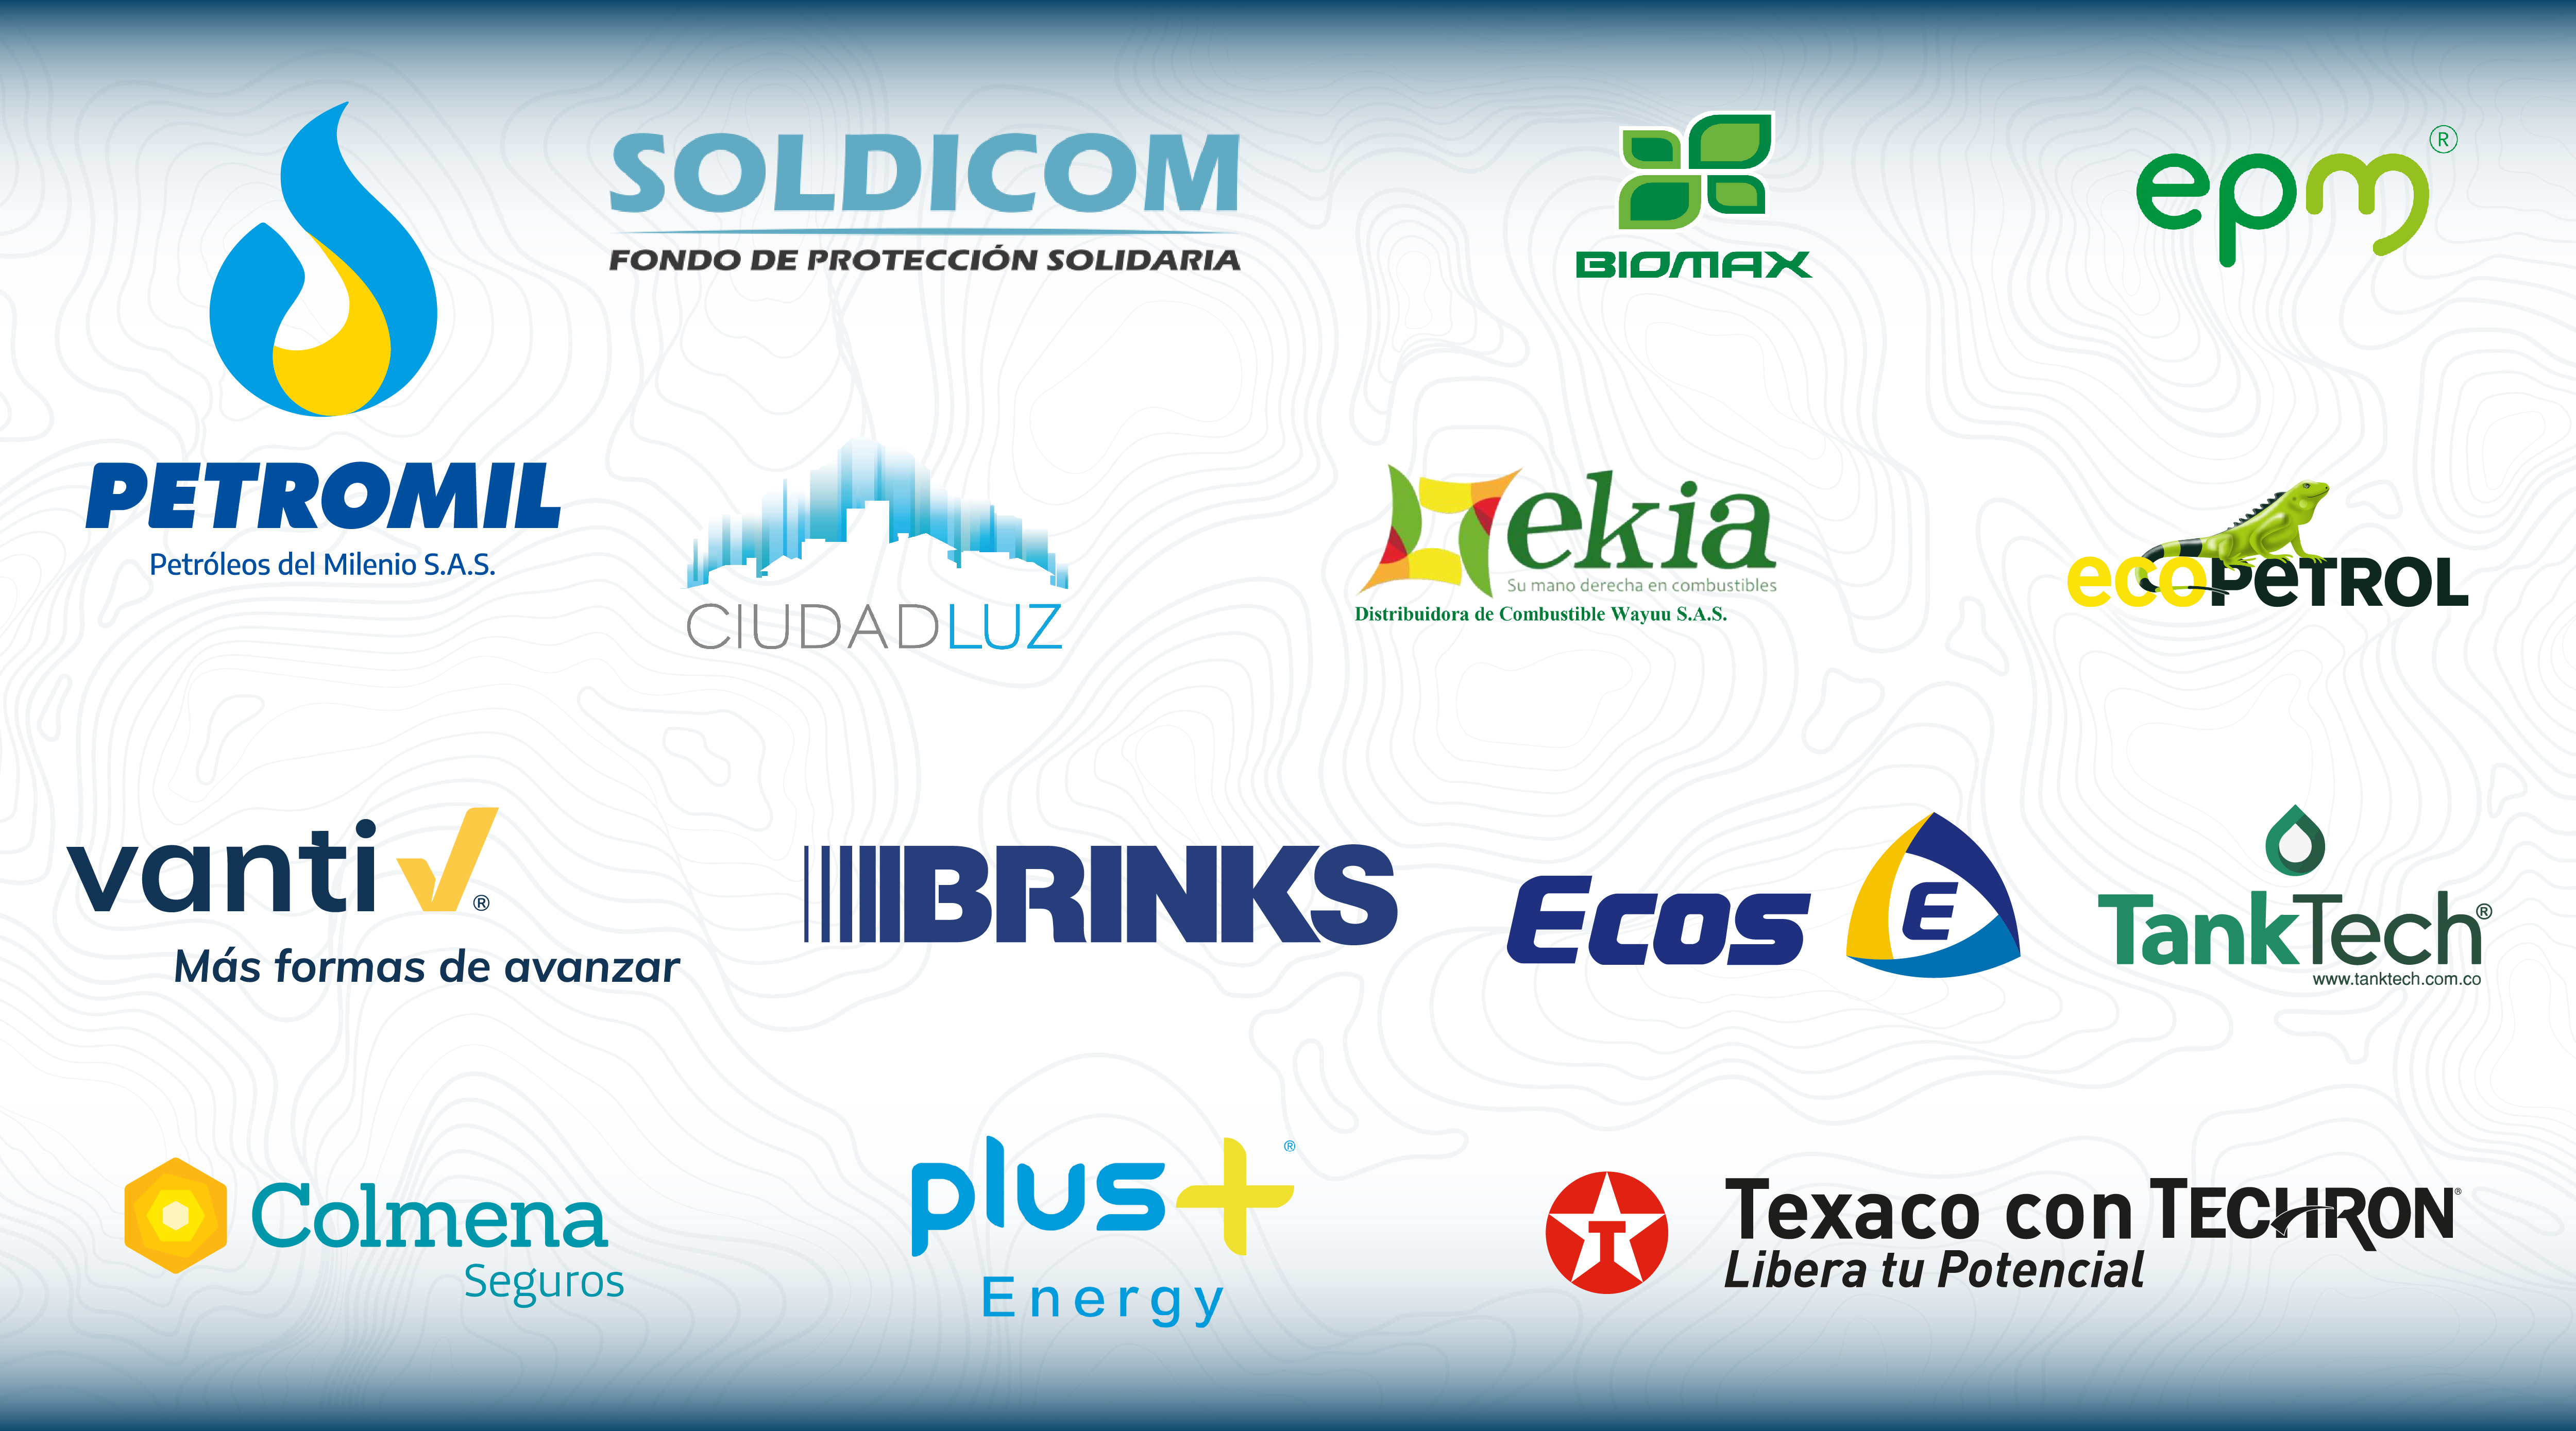 SOLDICOM
FONDO DE PROTECCIÓN SOLIDARIA
BIOMAX
epm®
PETROMIL
Petróleos del Milenio S.A.S.
CIUDADLUZ
ekia
Su mano derecha en combustibles
Distribuidora de Combustible Wayuu S.A.S.
ecoPETROL
vanti®
Más formas de avanzar
BRINKS
Ecos E
TankTech®
www.tanktech.com.co
Colmena
Seguros
plus+®
Energy
T
Texaco con TECHRON®
Libera tu Potencial